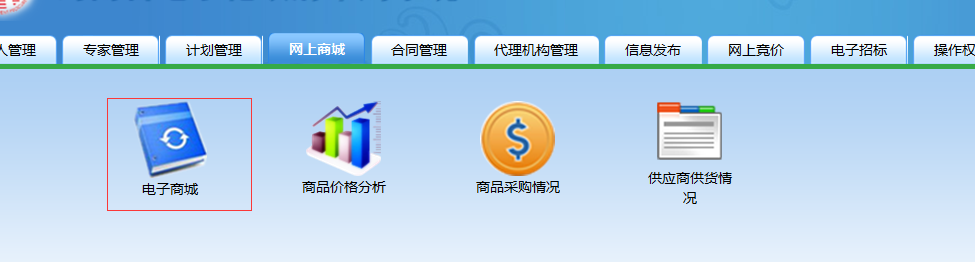 人管理
专家管理
计划管理
网上商城
合同管理
代理机构管理
信息发布
网上竞价
电子招标
操作权
电子商城
商品价格分析
商品采购情况
供应商供货情
况